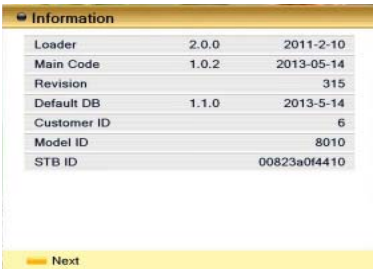 Information
Loader 2.0.0 2011-2-10
Main Code 1.0.2 2013-05-14
Revision 315
Default DB 1.1.0 2013-5-14
Customer ID 6
Model ID 8010
STB ID 00823a0f4410
Next